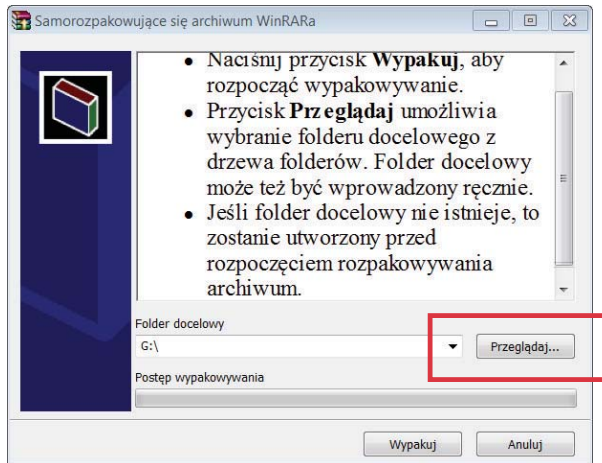 Samorozpakowujące się archiwum WinRARa
• Naciśnij przycisk Wypakuj, aby
rozpocząć wypakowywanie.
• Przycisk Przeglądaj umożliwia
wybranie folderu docelowego z
drzewa folderów. Folder docelowy
może też być wprowadzony ręcznie.
• Jeśli folder docelowy nie istnieje, to
zostanie utworzony przed
rozpoczęciem rozpakowywania
archiwum.
Folder docelowy
G:\
Przeglądaj...
Postęp wypakowywania
Wypakuj
Anuluj